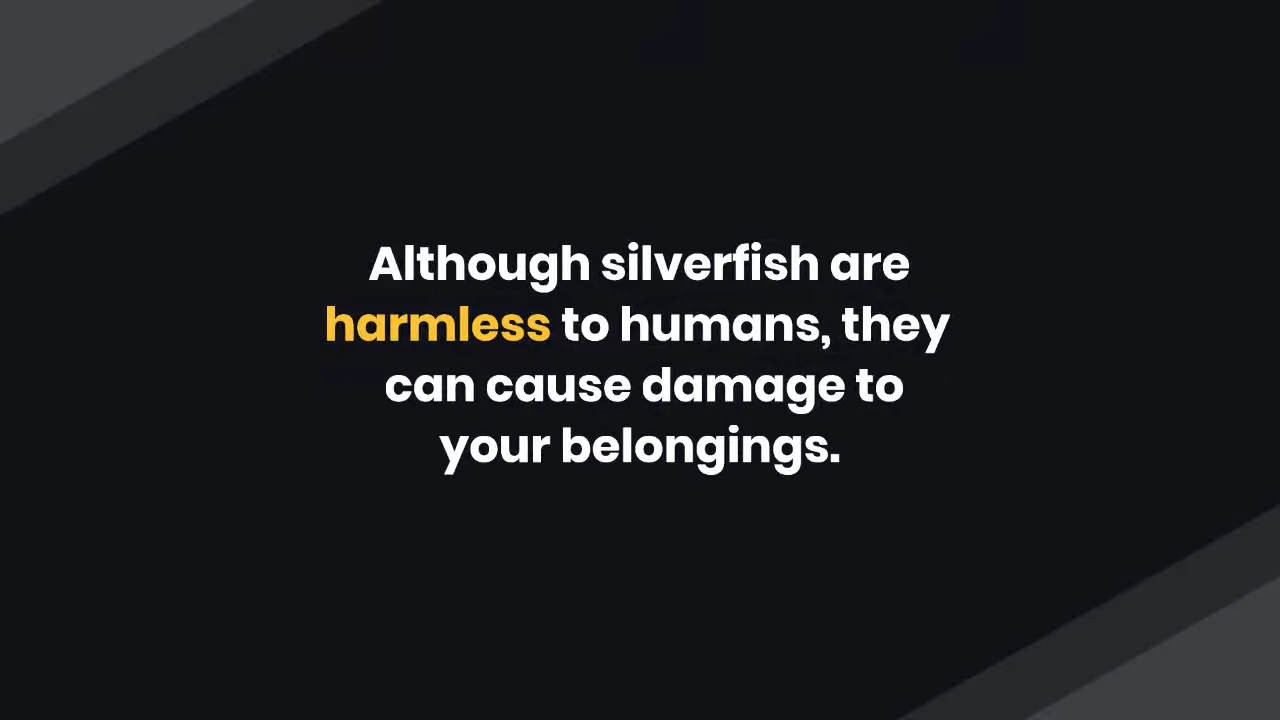 Although silverfish are
harmless to humans, they
can cause damage to
your belongings.